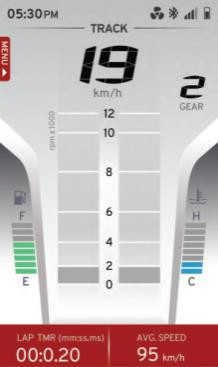 05:30PM
TRACK
MENU
19
km/h
2
GEAR
rpm x1000
12
10
8
6
4
2
0
F
E
H
C
LAP TMR (mm:ss.ms)
00:0.20
AVG. SPEED
95 km/h